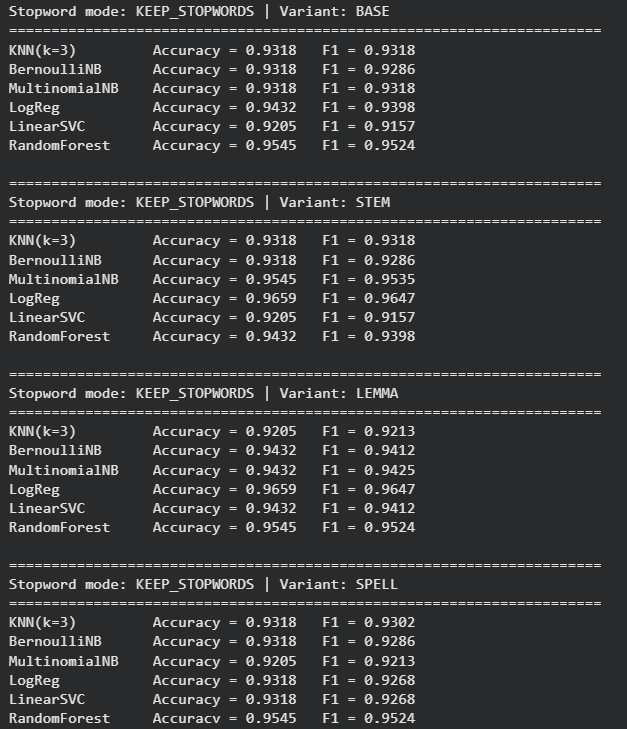 Stopword mode: KEEP_STOPWORDS | Variant: BASE
======================================================================
KNN(k=3)         Accuracy = 0.9318   F1 = 0.9318
BernoulliNB      Accuracy = 0.9318   F1 = 0.9286
MultinomialNB    Accuracy = 0.9318   F1 = 0.9318
LogReg           Accuracy = 0.9432   F1 = 0.9398
LinearSVC        Accuracy = 0.9205   F1 = 0.9157
RandomForest     Accuracy = 0.9545   F1 = 0.9524
======================================================================
Stopword mode: KEEP_STOPWORDS | Variant: STEM
======================================================================
KNN(k=3)         Accuracy = 0.9318   F1 = 0.9318
BernoulliNB      Accuracy = 0.9318   F1 = 0.9286
MultinomialNB    Accuracy = 0.9545   F1 = 0.9535
LogReg           Accuracy = 0.9659   F1 = 0.9647
LinearSVC        Accuracy = 0.9205   F1 = 0.9157
RandomForest     Accuracy = 0.9432   F1 = 0.9398
======================================================================
Stopword mode: KEEP_STOPWORDS | Variant: LEMMA
======================================================================
KNN(k=3)         Accuracy = 0.9205   F1 = 0.9213
BernoulliNB      Accuracy = 0.9432   F1 = 0.9412
MultinomialNB    Accuracy = 0.9432   F1 = 0.9425
LogReg           Accuracy = 0.9659   F1 = 0.9647
LinearSVC        Accuracy = 0.9432   F1 = 0.9412
RandomForest     Accuracy = 0.9545   F1 = 0.9524
======================================================================
Stopword mode: KEEP_STOPWORDS | Variant: SPELL
======================================================================
KNN(k=3)         Accuracy = 0.9318   F1 = 0.9302
BernoulliNB      Accuracy = 0.9318   F1 = 0.9286
MultinomialNB    Accuracy = 0.9205   F1 = 0.9213
LogReg           Accuracy = 0.9318   F1 = 0.9268
LinearSVC        Accuracy = 0.9318   F1 = 0.9268
RandomForest     Accuracy = 0.9545   F1 = 0.9524